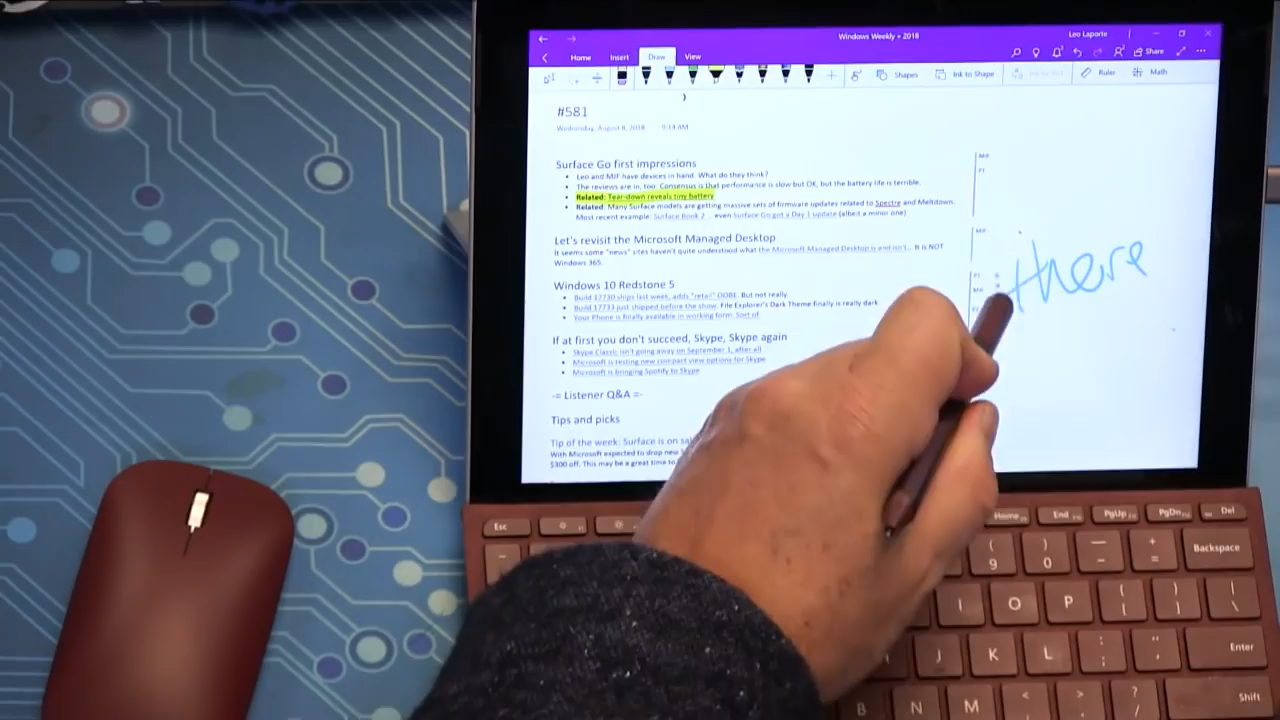 Windows Weekly • 2018
Leo Laporte
Home Insert Draw View
Share
Shapes Ink to Shape Ruler Math
#581
Wednesday, August 8, 2018 9:14 AM
Surface Go first impressions
• Leo and MJF have devices in hand. What do they think?
• The reviews are in, too. Consensus is that performance is slow but OK, but the battery life is terrible.
• Related: Tear-down reveals tiny battery
• Related: Many Surface models are getting massive sets of firmware updates related to Spectre and Meltdown.
Most recent example: Surface Book 2... even Surface Go got a Day 1 update (albeit a minor one)
Let's revisit the Microsoft Managed Desktop
It seems some "news" sites haven't quite understood what the Microsoft Managed Desktop is and isn't... It is NOT
Windows 365.
there
Windows 10 Redstone 5
• Build 17730 ships last week, adds "retail" OOBE. But not really
• Build 17733 just shipped before the show. File Explorer's Dark Theme finally is really dark
• Your Phone is finally available in working form. Sort of
If at first you don't succeed, Skype, Skype again
• Skype Classic isn't going away on September 1, after all
• Microsoft is testing new compact view options for Skype
• Microsoft is bringing Spotify to Skype
-= Listener Q&A =-
Tips and picks
Tip of the week: Surface is on
With Microsoft expected to drop new
$300 off. This may be a great time to
Esc Home End PgUp PgDn Del
( 9 ) 0 — - + = Backspace
I O P { [ } ] | \
J K L : ; " ' Enter
B N M < , > . ? / Shift